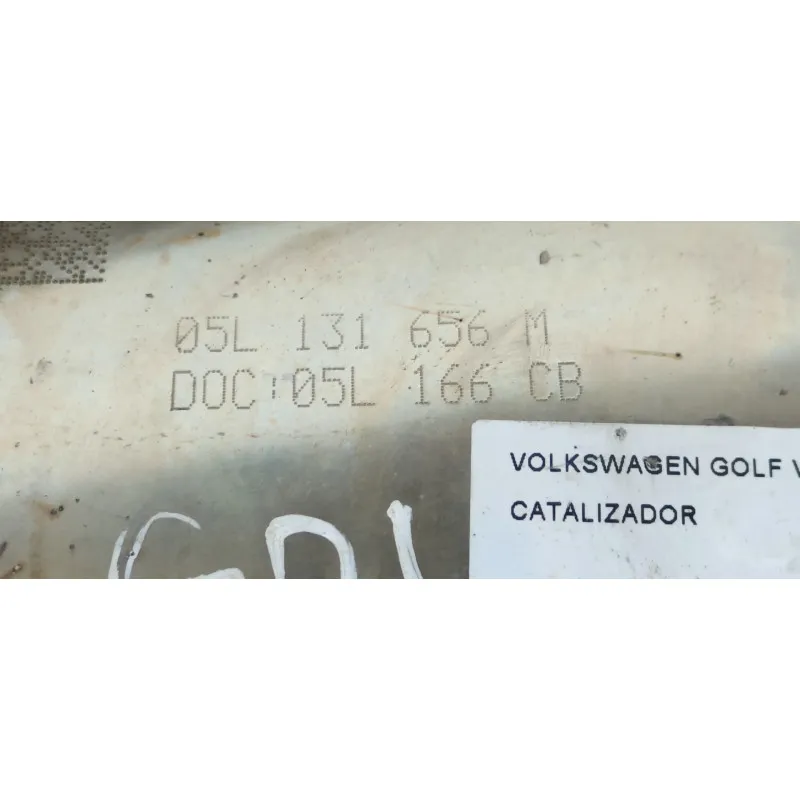 05L 131 656 M
DOC:05L 166 CB
VOLKSWAGEN GOLF V
CATALIZADOR